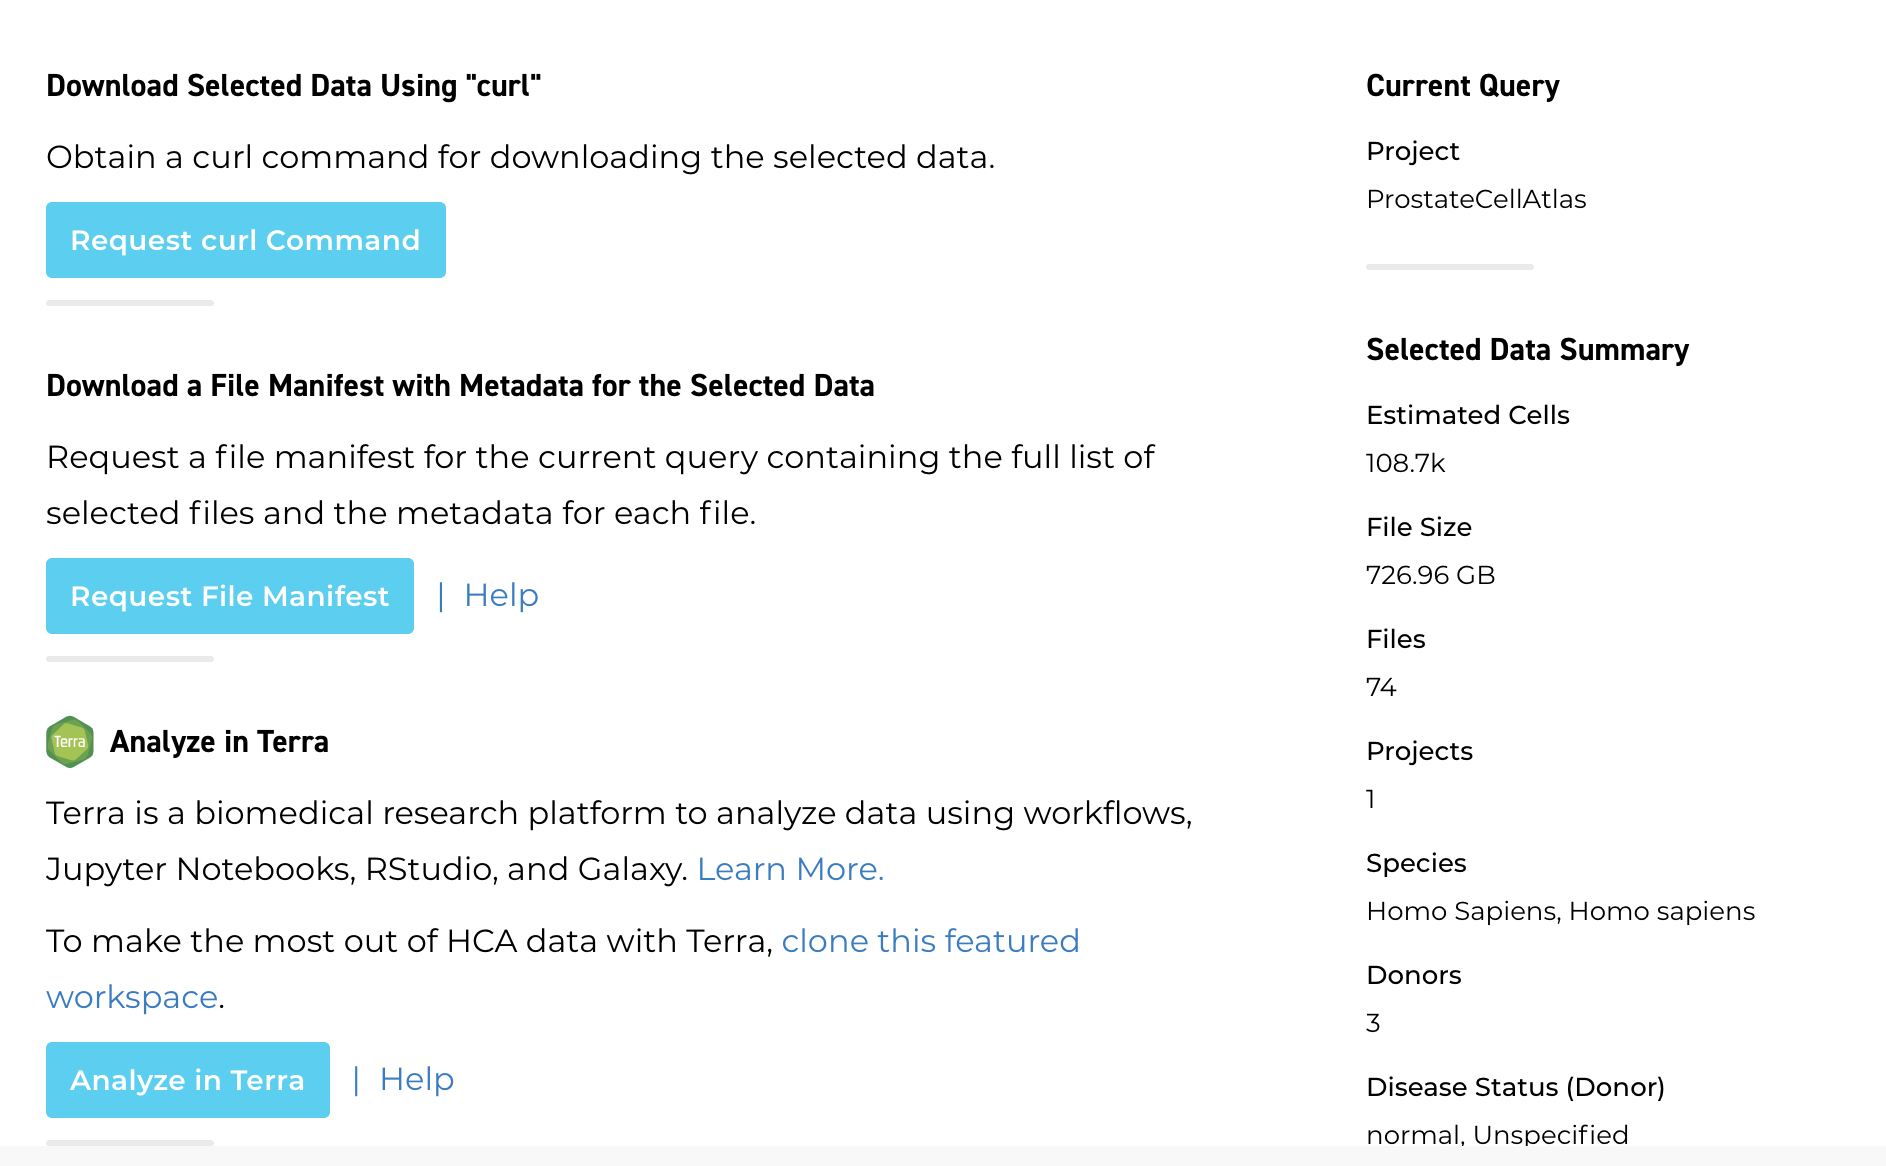 Download Selected Data Using "curl"
Obtain a curl command for downloading the selected data.
Request curl Command
Download a File Manifest with Metadata for the Selected Data
Request a file manifest for the current query containing the full list of
selected files and the metadata for each file.
Request File Manifest | Help
Terra Analyze in Terra
Terra is a biomedical research platform to analyze data using workflows,
Jupyter Notebooks, RStudio, and Galaxy. Learn More.
To make the most out of HCA data with Terra, clone this featured
workspace.
Analyze in Terra | Help
Current Query
Project
ProstateCellAtlas
Selected Data Summary
Estimated Cells
108.7k
File Size
726.96 GB
Files
74
Projects
1
Species
Homo Sapiens, Homo sapiens
Donors
3
Disease Status (Donor)
normal, Unspecified